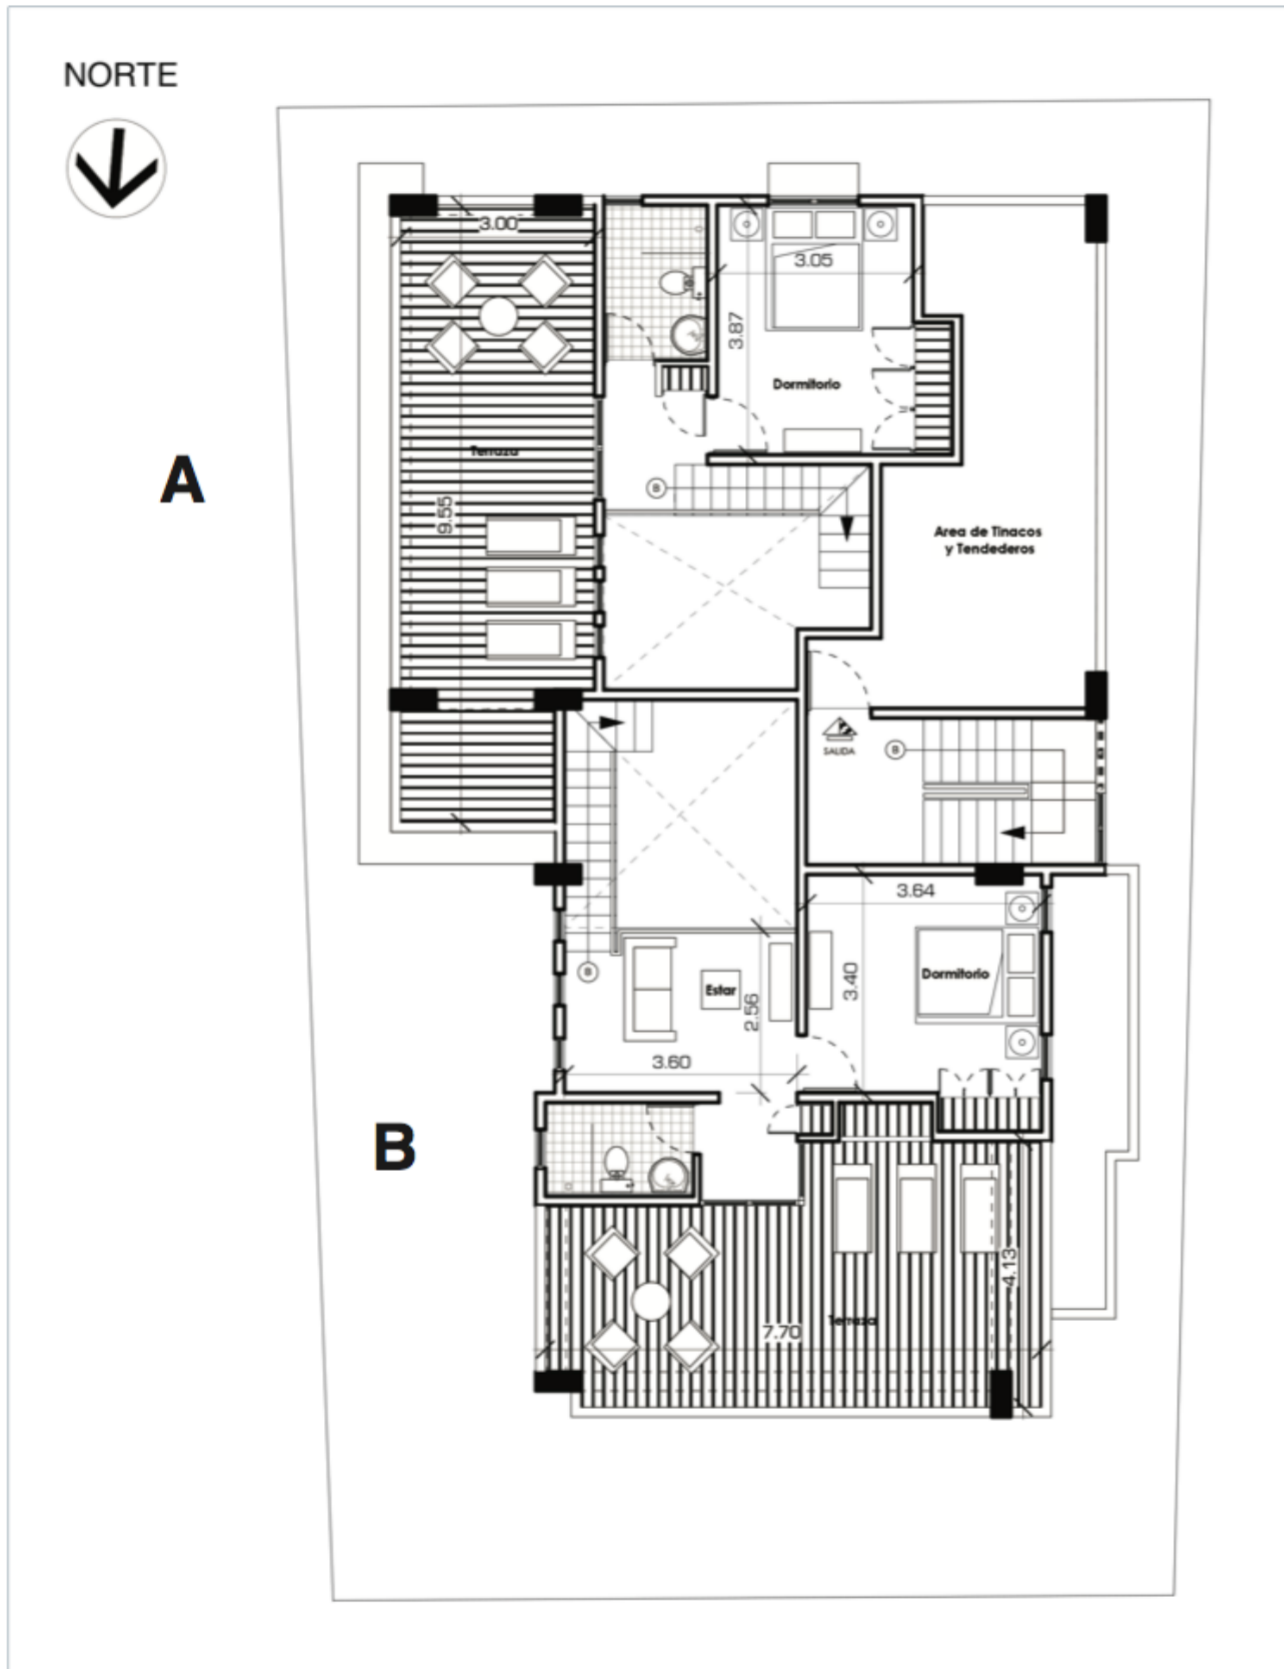 NORTE
3.00
3.05
3.87
Dormitorio
Terraza
A
B
9.55
Area de Tinacos
y Tendederos
SALIDA
B
3.64
Dormitorio
3.40
B
Estar
2.56
3.60
B
4.13
Terraza
7.70